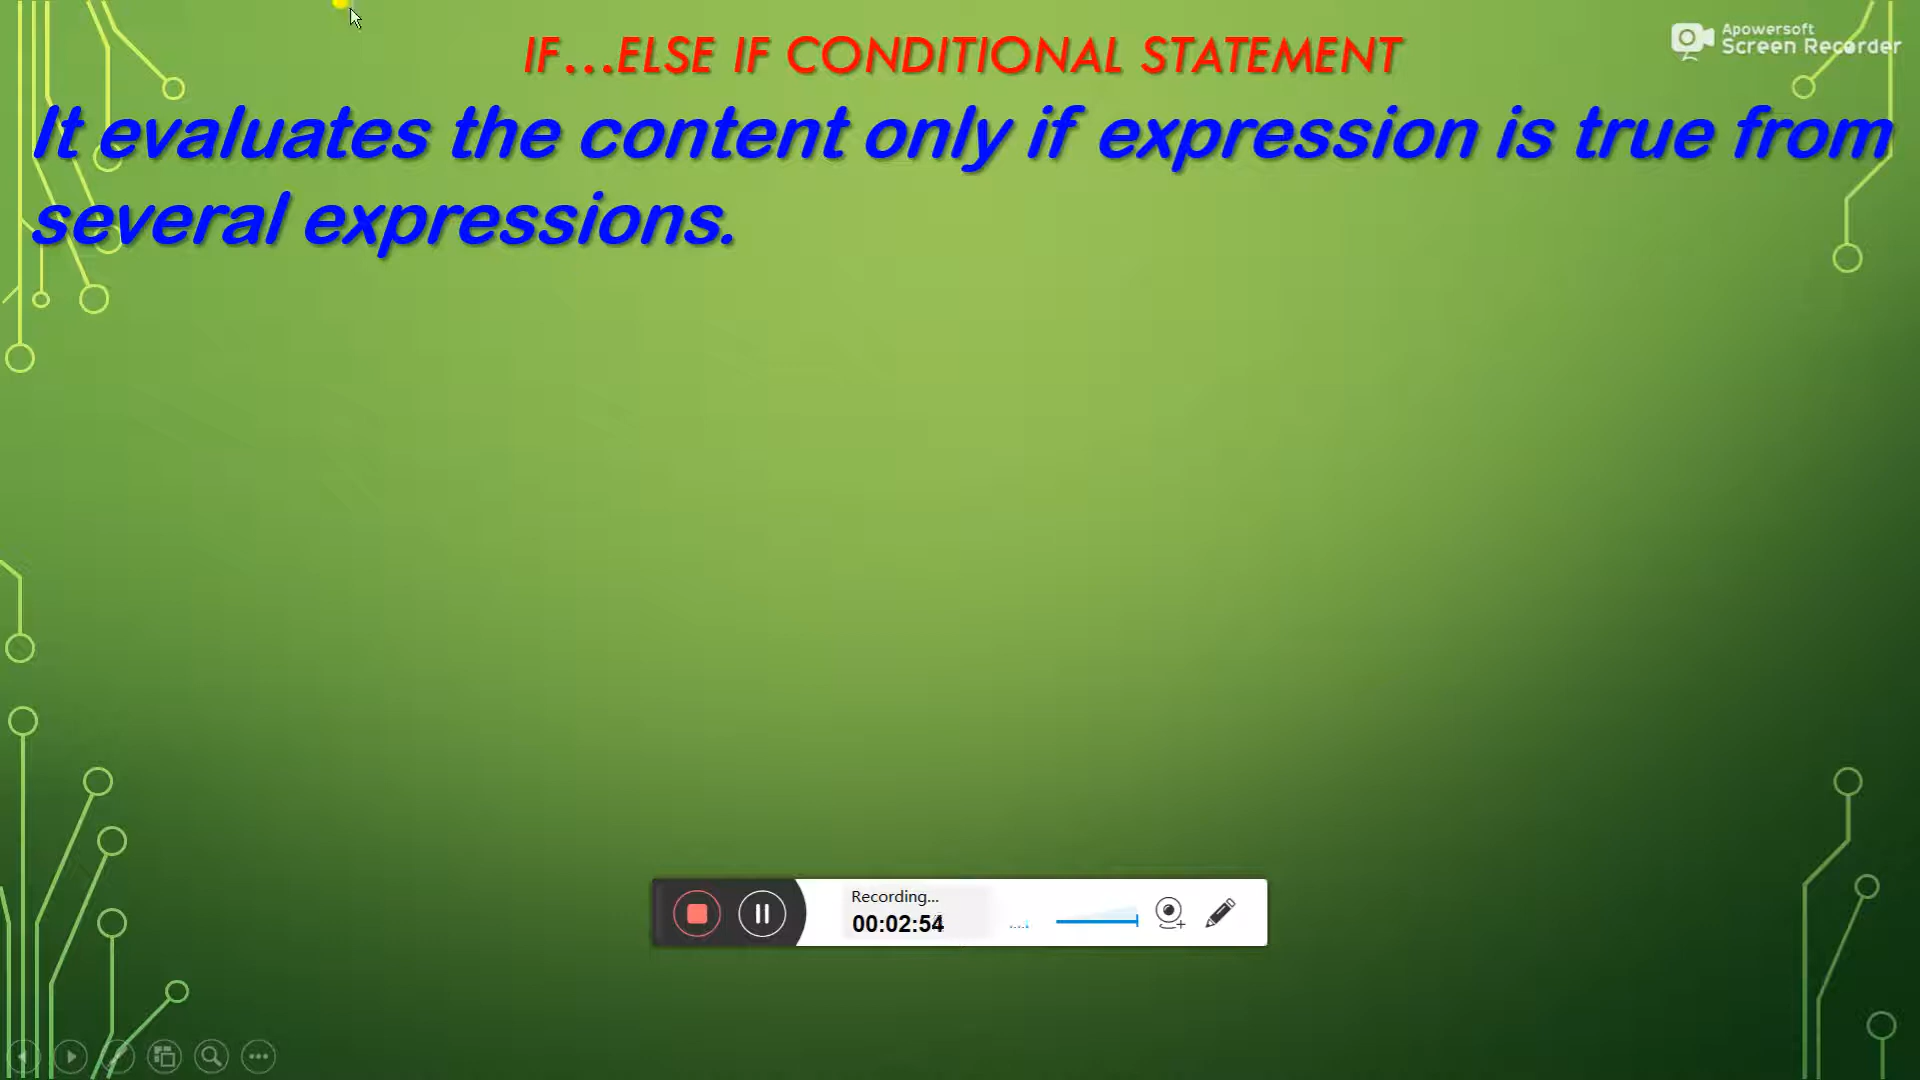 IF...ELSE IF CONDITIONAL STATEMENT
Apowersoft
Screen Recorder
It evaluates the content only if expression is true from
several expressions.
Recording...
00:02:54